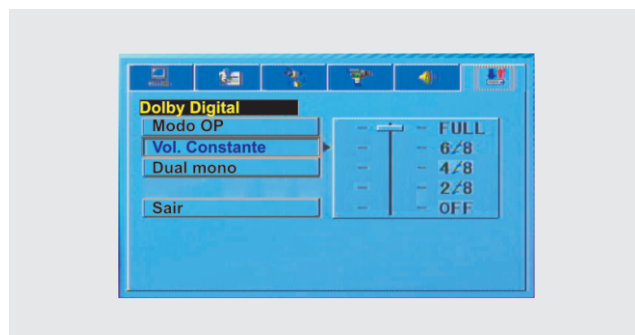 Dolby Digital
Modo OP
Vol. Constante
Dual mono
Sair
FULL
6/8
4/8
2/8
OFF